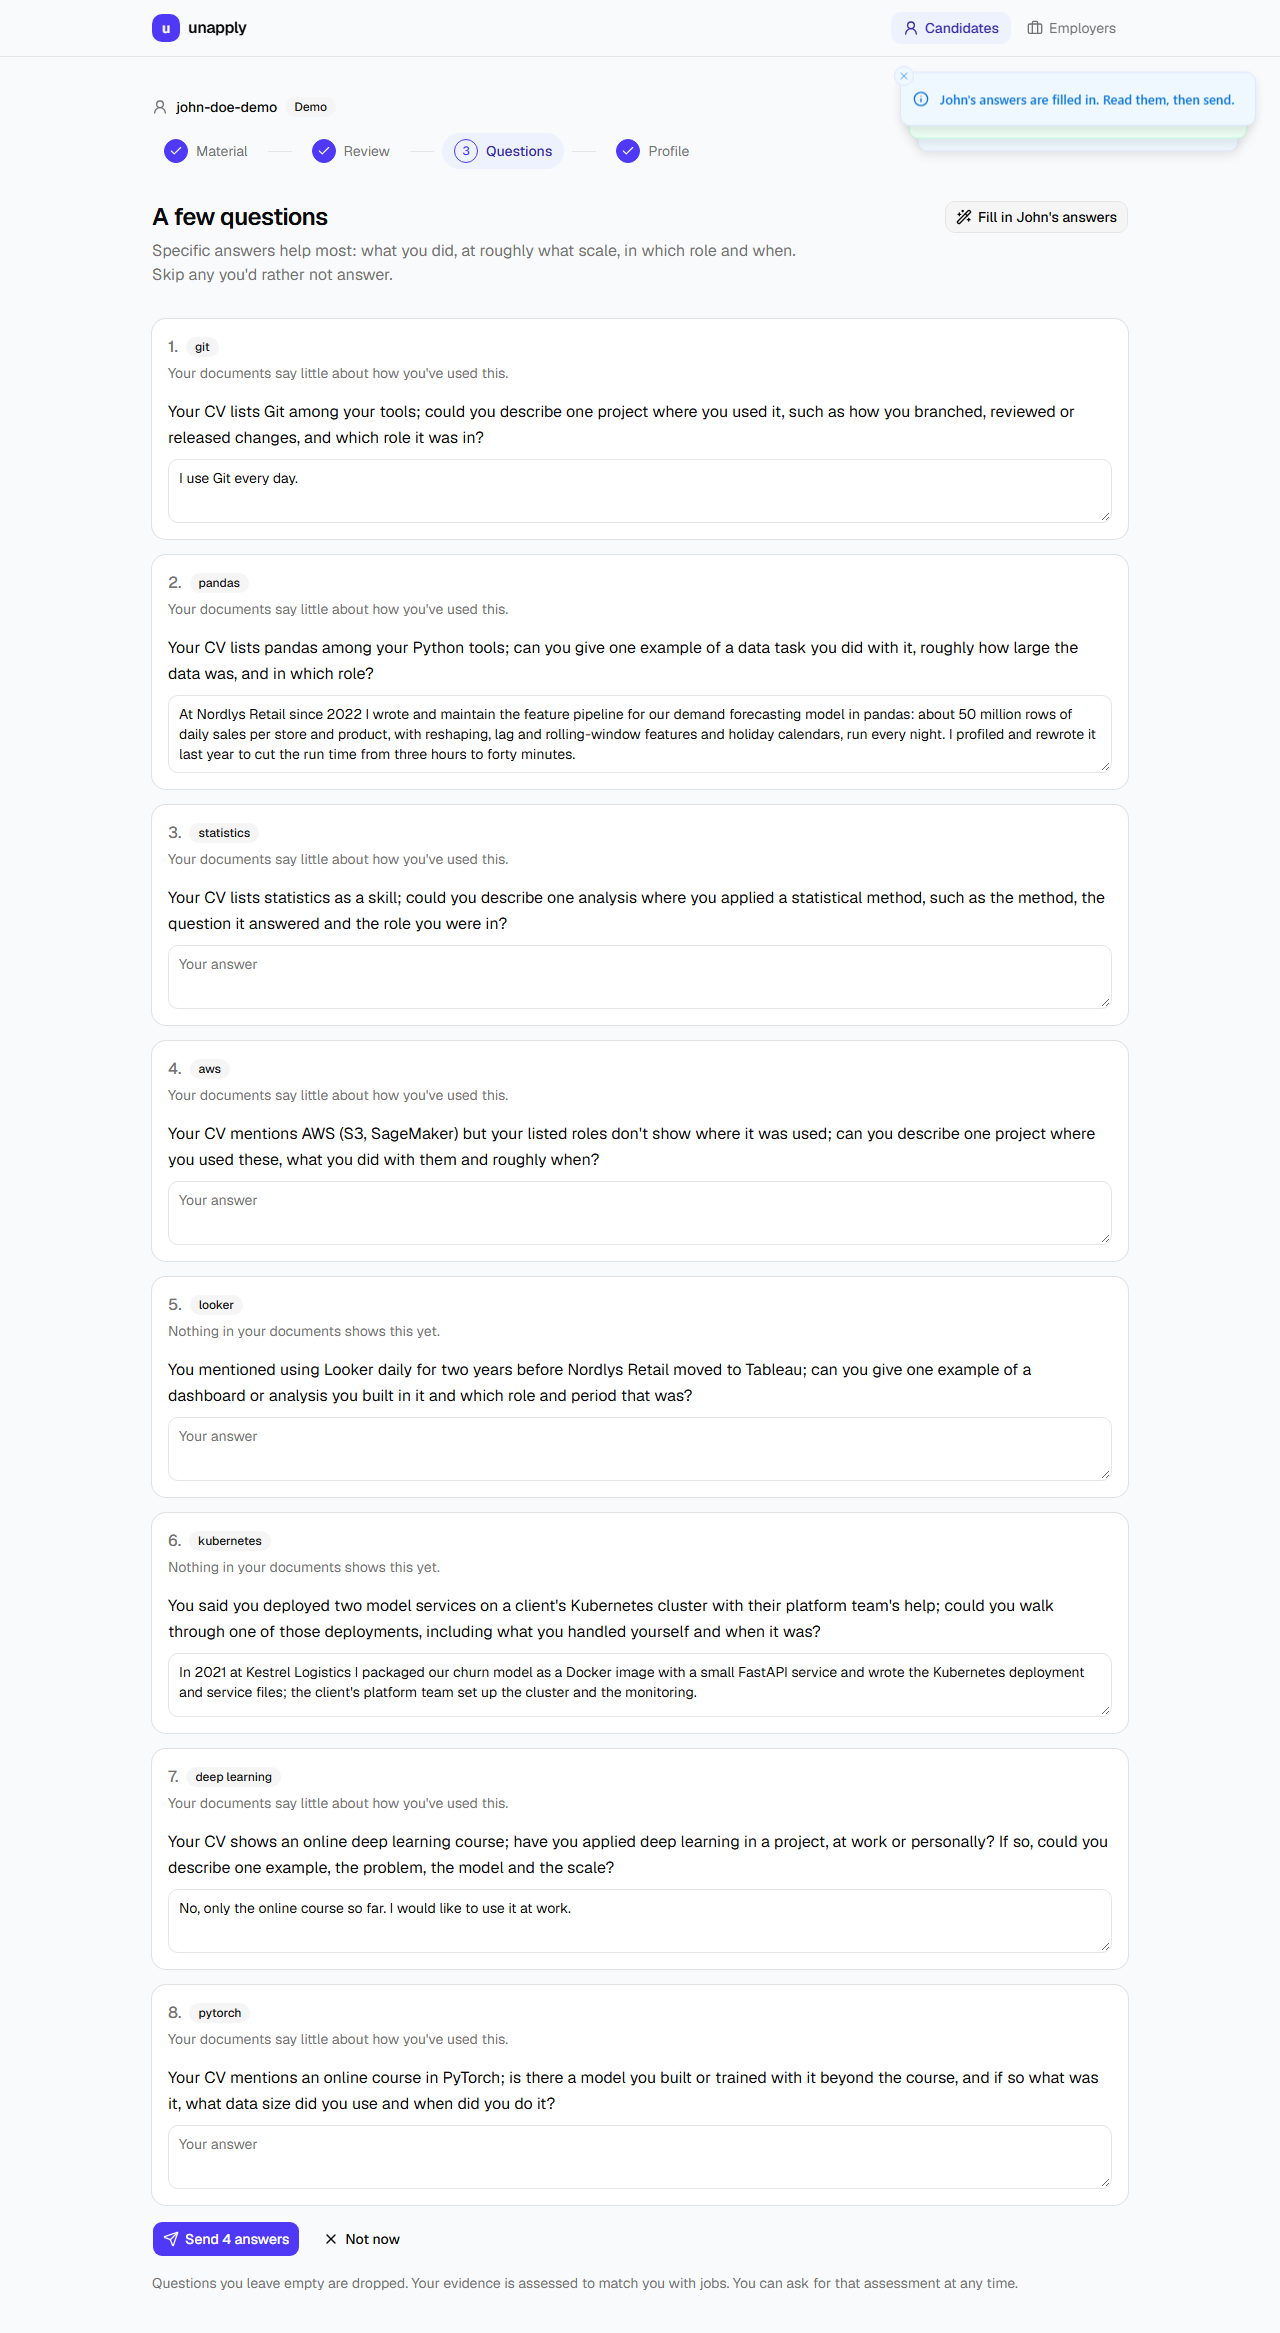 u unapply
Candidates
Employers
John's answers are filled in. Read them, then send.
john-doe-demo Demo
Material
Review
3 Questions
Profile
A few questions
Fill in John's answers
Specific answers help most: what you did, at roughly what scale, in which role and when.
Skip any you'd rather not answer.
1. git
Your documents say little about how you've used this.
Your CV lists Git among your tools; could you describe one project where you used it, such as how you branched, reviewed or
released changes, and which role it was in?
I use Git every day.
2. pandas
Your documents say little about how you've used this.
Your CV lists pandas among your Python tools; can you give one example of a data task you did with it, roughly how large the
data was, and in which role?
At Nordlys Retail since 2022 I wrote and maintain the feature pipeline for our demand forecasting model in pandas: about 50 million rows of
daily sales per store and product, with reshaping, lag and rolling-window features and holiday calendars, run every night. I profiled and rewrote it
last year to cut the run time from three hours to forty minutes.
3. statistics
Your documents say little about how you've used this.
Your CV lists statistics as a skill; could you describe one analysis where you applied a statistical method, such as the method, the
question it answered and the role you were in?
Your answer
4. aws
Your documents say little about how you've used this.
Your CV mentions AWS (S3, SageMaker) but your listed roles don't show where it was used; can you describe one project where
you used these, what you did with them and roughly when?
Your answer
5. looker
Nothing in your documents shows this yet.
You mentioned using Looker daily for two years before Nordlys Retail moved to Tableau; can you give one example of a
dashboard or analysis you built in it and which role and period that was?
Your answer
6. kubernetes
Nothing in your documents shows this yet.
You said you deployed two model services on a client's Kubernetes cluster with their platform team's help; could you walk
through one of those deployments, including what you handled yourself and when it was?
In 2021 at Kestrel Logistics I packaged our churn model as a Docker image with a small FastAPI service and wrote the Kubernetes deployment
and service files; the client's platform team set up the cluster and the monitoring.
7. deep learning
Your documents say little about how you've used this.
Your CV shows an online deep learning course; have you applied deep learning in a project, at work or personally? If so, could you
describe one example, the problem, the model and the scale?
No, only the online course so far. I would like to use it at work.
8. pytorch
Your documents say little about how you've used this.
Your CV mentions an online course in PyTorch; is there a model you built or trained with it beyond the course, and if so what was
it, what data size did you use and when did you do it?
Your answer
Send 4 answers
Not now
Questions you leave empty are dropped. Your evidence is assessed to match you with jobs. You can ask for that assessment at any time.